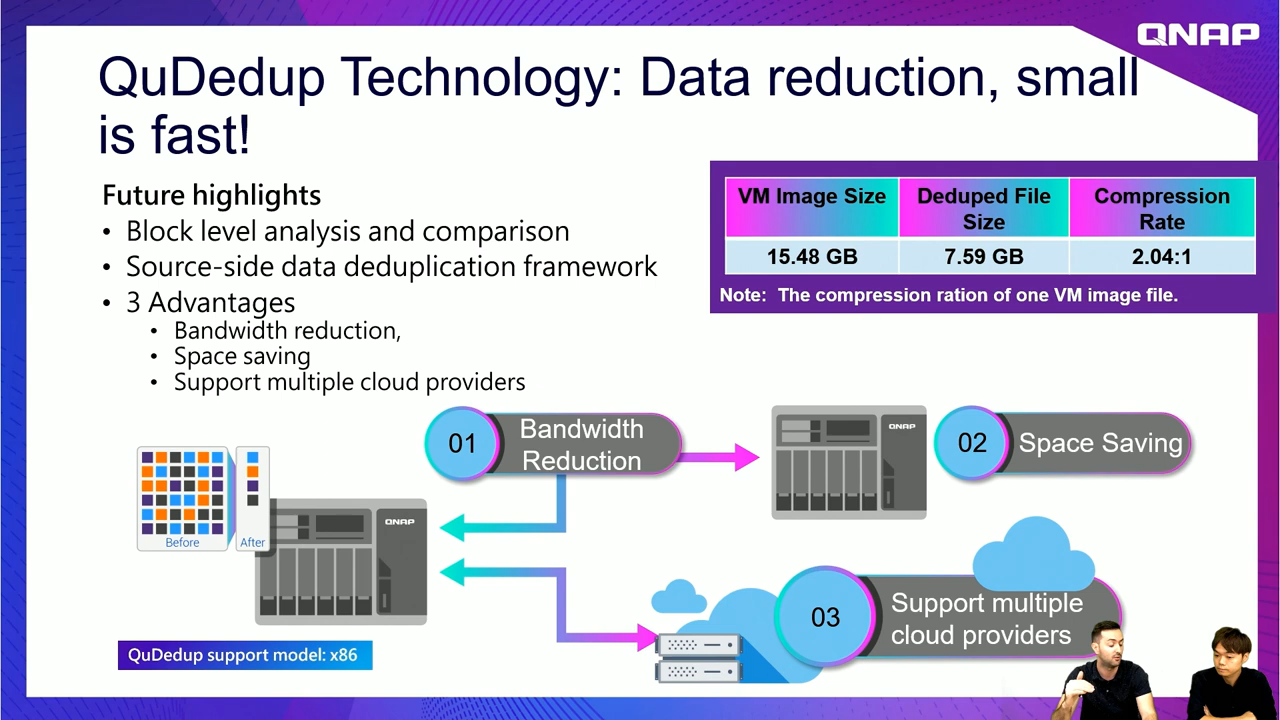 QNAP
QuDedup Technology: Data reduction, small
is fast!
Future highlights
• Block level analysis and comparison
• Source-side data deduplication framework
• 3 Advantages
• Bandwidth reduction,
• Space saving
• Support multiple cloud providers
VM Image Size
Deduped File
Size
Compression
Rate
15.48 GB
7.59 GB
2.04:1
Note: The compression ration of one VM image file.
01
Bandwidth
Reduction
QNAP
02
Space Saving
Before
After
QNAP
03
Support multiple
cloud providers
QuDedup support model: x86